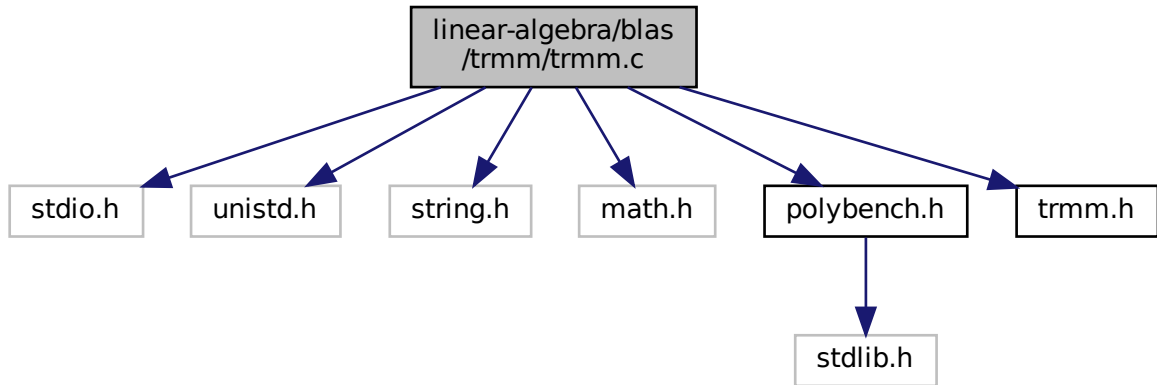 linear-algebra/blas
/trmm/trmm.c
stdio.h
unistd.h
string.h
math.h
polybench.h
trmm.h
stdlib.h